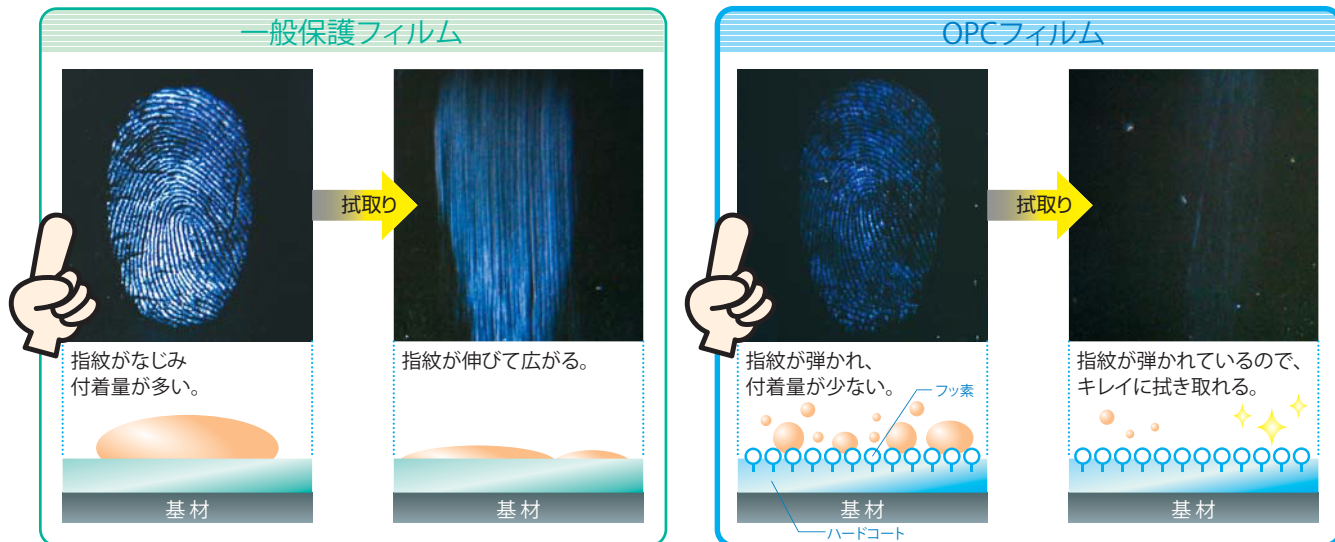 一般保護フィルム
拭取り
指紋がなじみ
付着量が多い。
指紋が伸びて広がる。
基材
基材
OPCフィルム
拭取り
指紋が弾かれ、
付着量が少ない。
フッ素
指紋が弾かれているので、
キレイに拭き取れる。
基材
基材
ハードコート